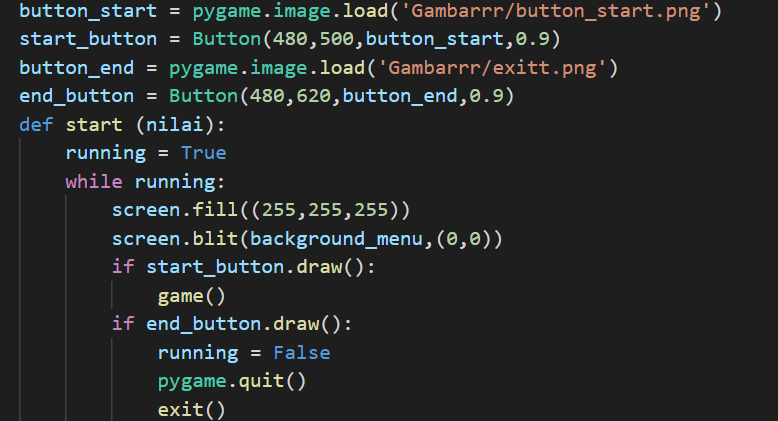 button_start = pygame.image.load('Gambarrr/button_start.png')
start_button = Button(480,500,button_start,0.9)
button_end = pygame.image.load('Gambarrr/exitt.png')
end_button = Button(480,620,button_end,0.9)
def start (nilai):
    running = True
    while running:
        screen.fill((255,255,255))
        screen.blit(background_menu,(0,0))
        if start_button.draw():
            game()
        if end_button.draw():
            running = False
            pygame.quit()
            exit()